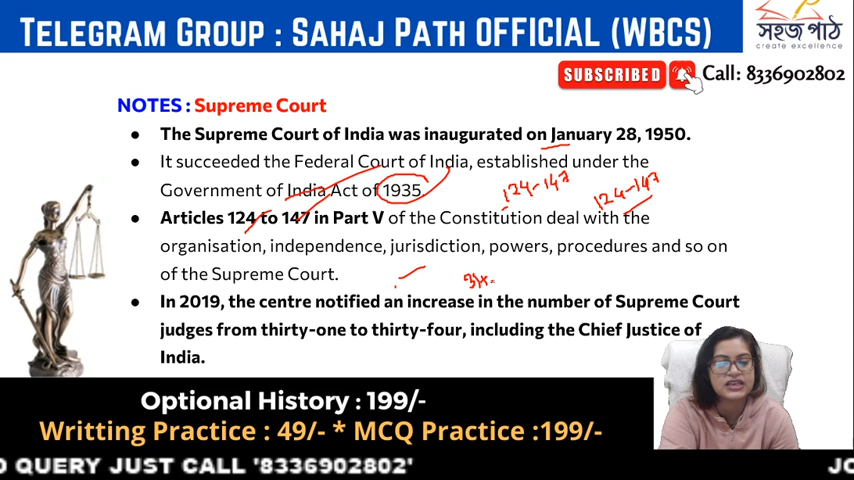 TELEGRAM GROUP : SAHAJ PATH OFFICIAL (WBCS)
সহজ পাঠ
create excellence
SUBSCRIBED
Call: 8336902802
NOTES : Supreme Court
The Supreme Court of India was inaugurated on January 28, 1950.
It succeeded the Federal Court of India, established under the
Government of India Act of 1935.
124-147
124-147
Articles 124 to 147 in Part V of the Constitution deal with the
organisation, independence, jurisdiction, powers, procedures and so on
of the Supreme Court.
In 2019, the centre notified an increase in the number of Supreme Court
judges from thirty-one to thirty-four, including the Chief Justice of
India.
Optional History : 199/-
Writting Practice : 49/- * MCQ Practice :199/-
QUERY JUST CALL '8336902802'